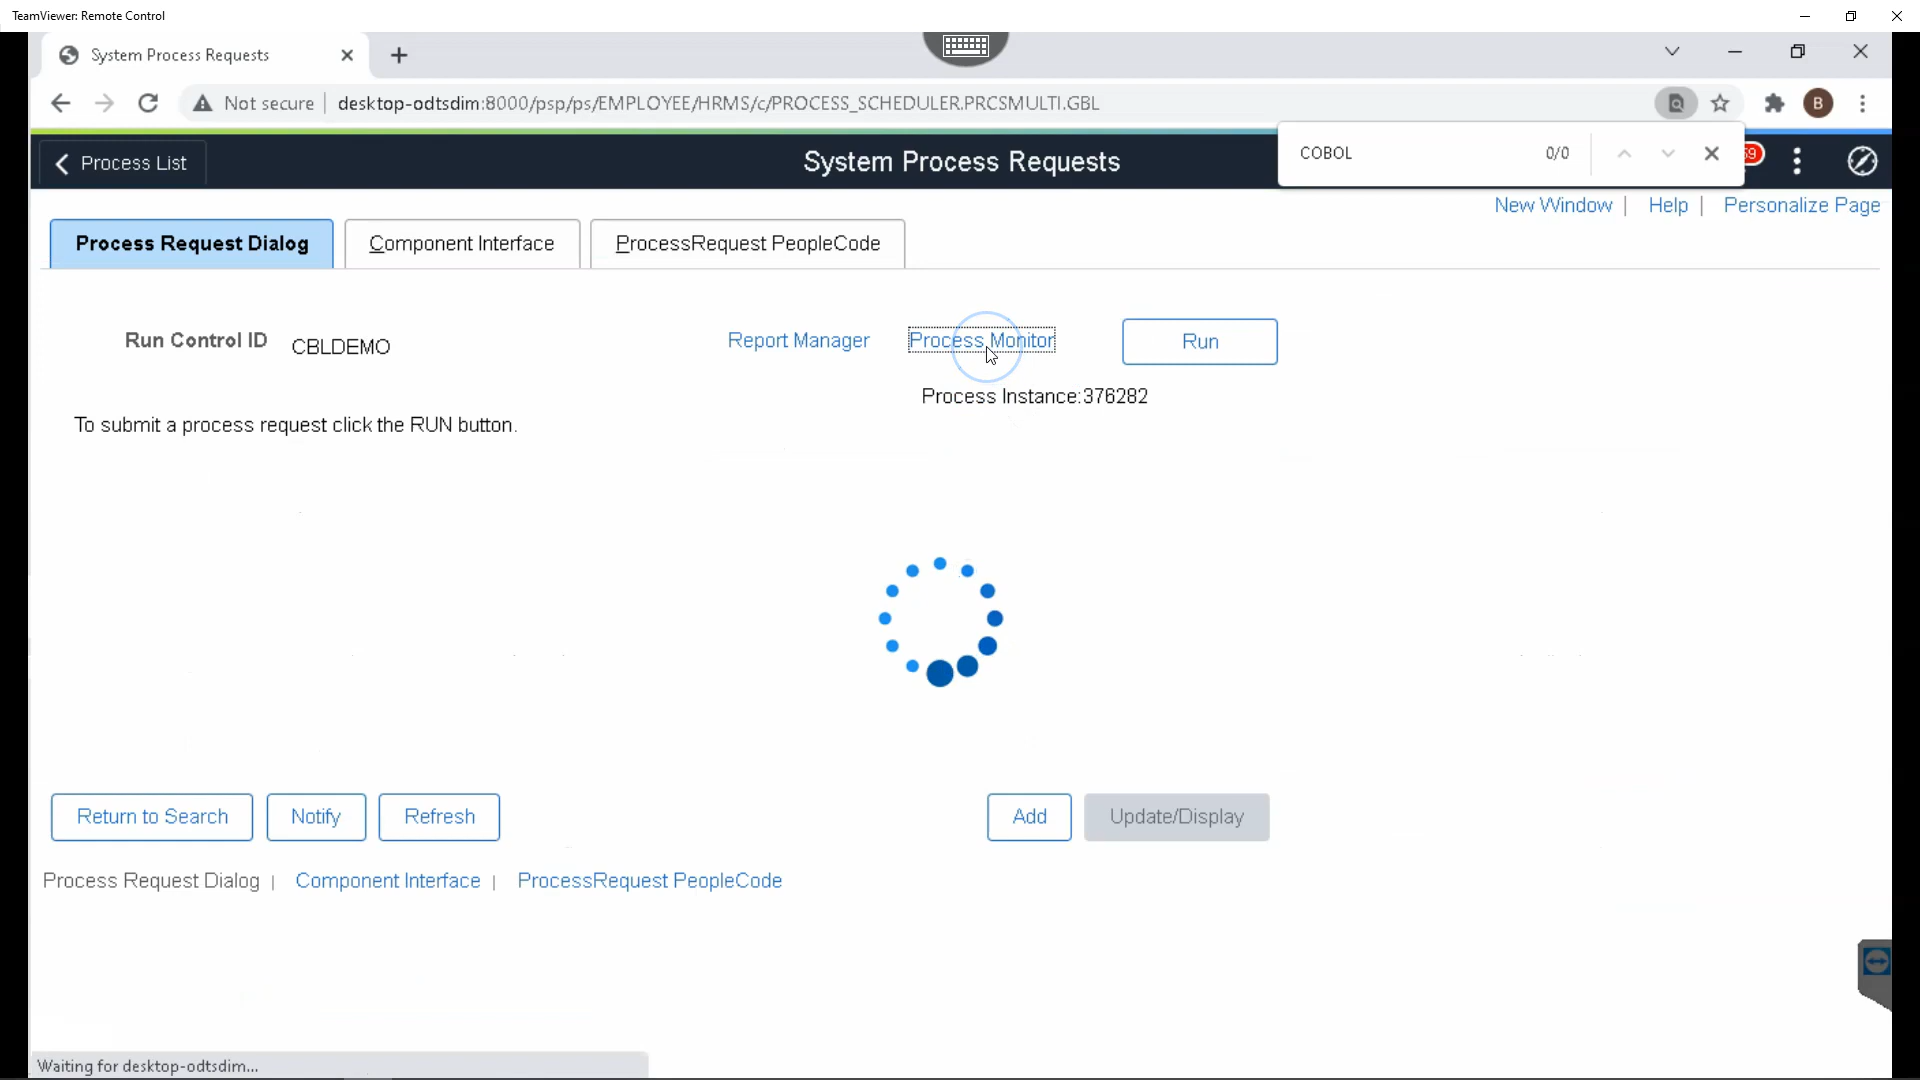 TeamViewer: Remote Control
System Process Requests
Not secure | desktop-odtsdim:8000/psp/ps/EMPLOYEE/HRMS/c/PROCESS_SCHEDULER.PRCSMULTI.GBL
B
Process List
System Process Requests
COBOL 0/0
59
New Window | Help | Personalize Page
Process Request Dialog
Component Interface
ProcessRequest PeopleCode
Run Control ID CBLDEMO
Report Manager
Process Monitor
Run
Process Instance:376282
To submit a process request click the RUN button.
Return to Search
Notify
Refresh
Add
Update/Display
Process Request Dialog | Component Interface | ProcessRequest PeopleCode
Waiting for desktop-odtsdim...